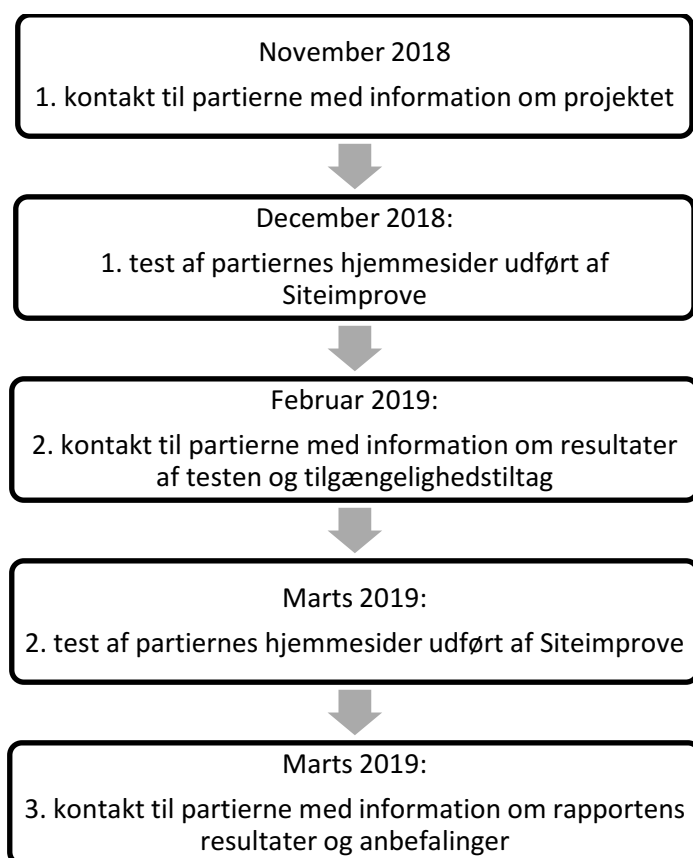 November 2018
1. kontakt til partierne med information om projektet
December 2018:
1. test af partiernes hjemmesider udført af
Siteimprove
Februar 2019:
2. kontakt til partierne med information om resultater
af testen og tilgængelighedstiltag
Marts 2019:
2. test af partiernes hjemmesider udført af Siteimprove
Marts 2019:
3. kontakt til partierne med information om rapportens
resultater og anbefalinger